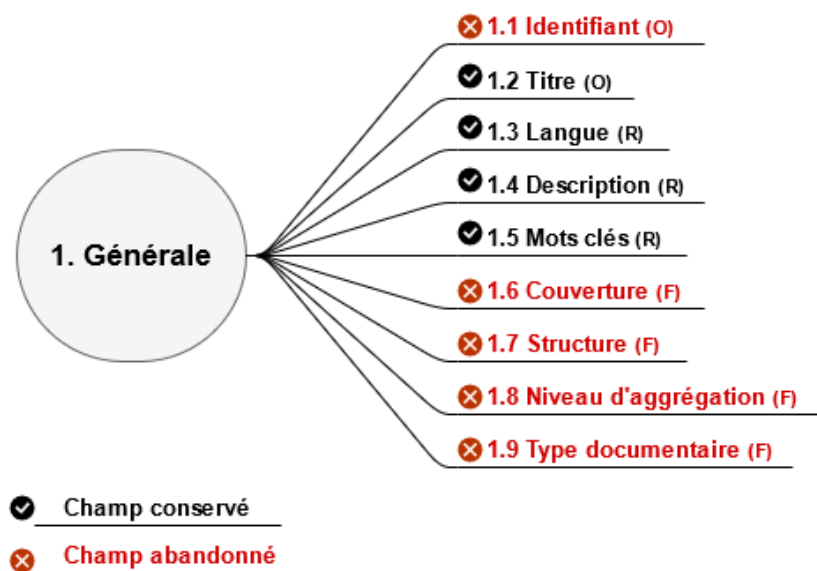 1.1 Identifiant (O)
1.2 Titre (O)
1.3 Langue (R)
1.4 Description (R)
1. Générale
1.5 Mots clés (R)
1.6 Couverture (F)
1.7 Structure (F)
1.8 Niveau d'aggrégation (F)
1.9 Type documentaire (F)
Champ conservé
Champ abandonné